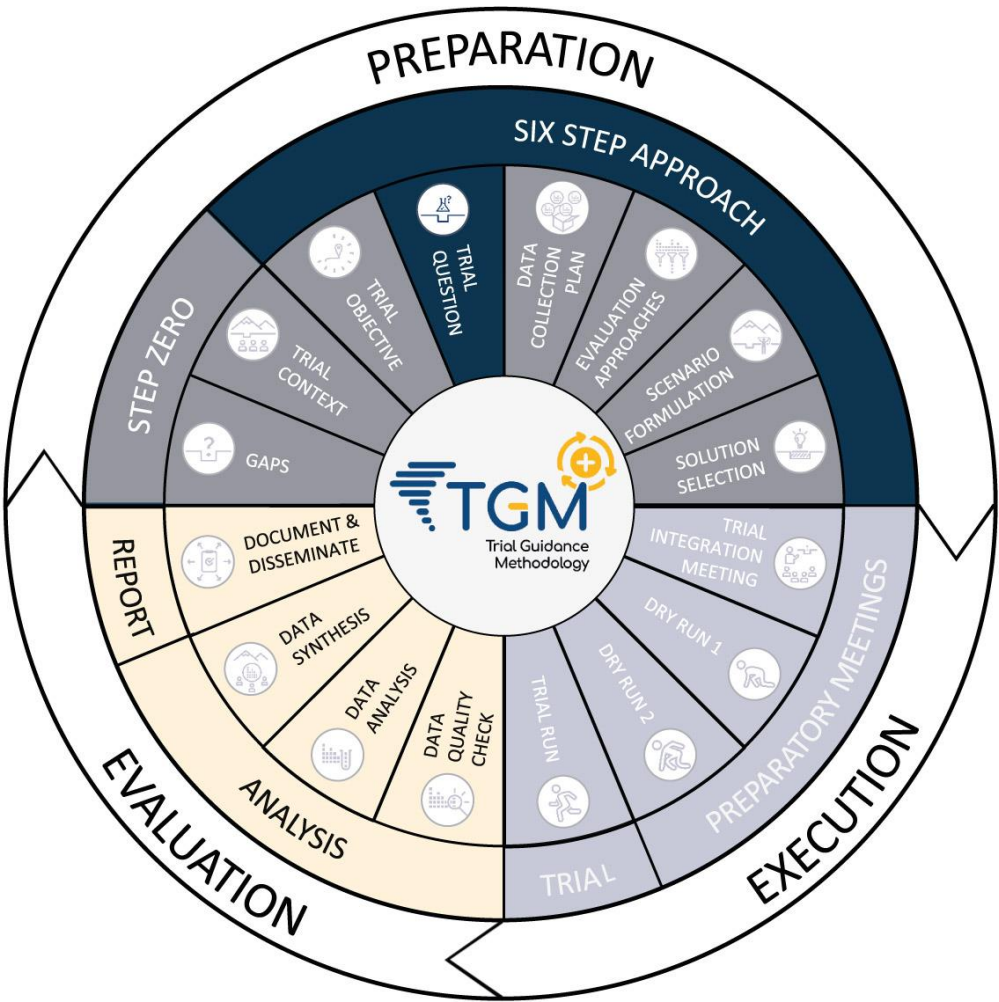 PREPARATION
SIX STEP APPROACH
STEP ZERO
GAPS
TRIAL
CONTEXT
TRIAL
OBJECTIVE
TRIAL
QUESTION
DATA
COLLECTION
PLAN
EVALUATION
APPROACHES
SCENARIO
FORMULATION
SOLUTION
SELECTION
EXECUTION
PREPARATORY MEETINGS
TRIAL
INTEGRATION
MEETING
DRY RUN 1
DRY RUN 2
TRIAL
TRIAL RUN
EVALUATION
ANALYSIS
DATA
QUALITY
CHECK
DATA
ANALYSIS
DATA
SYNTHESIS
REPORT
DOCUMENT &
DISSEMINATE
TGM
Trial Guidance
Methodology